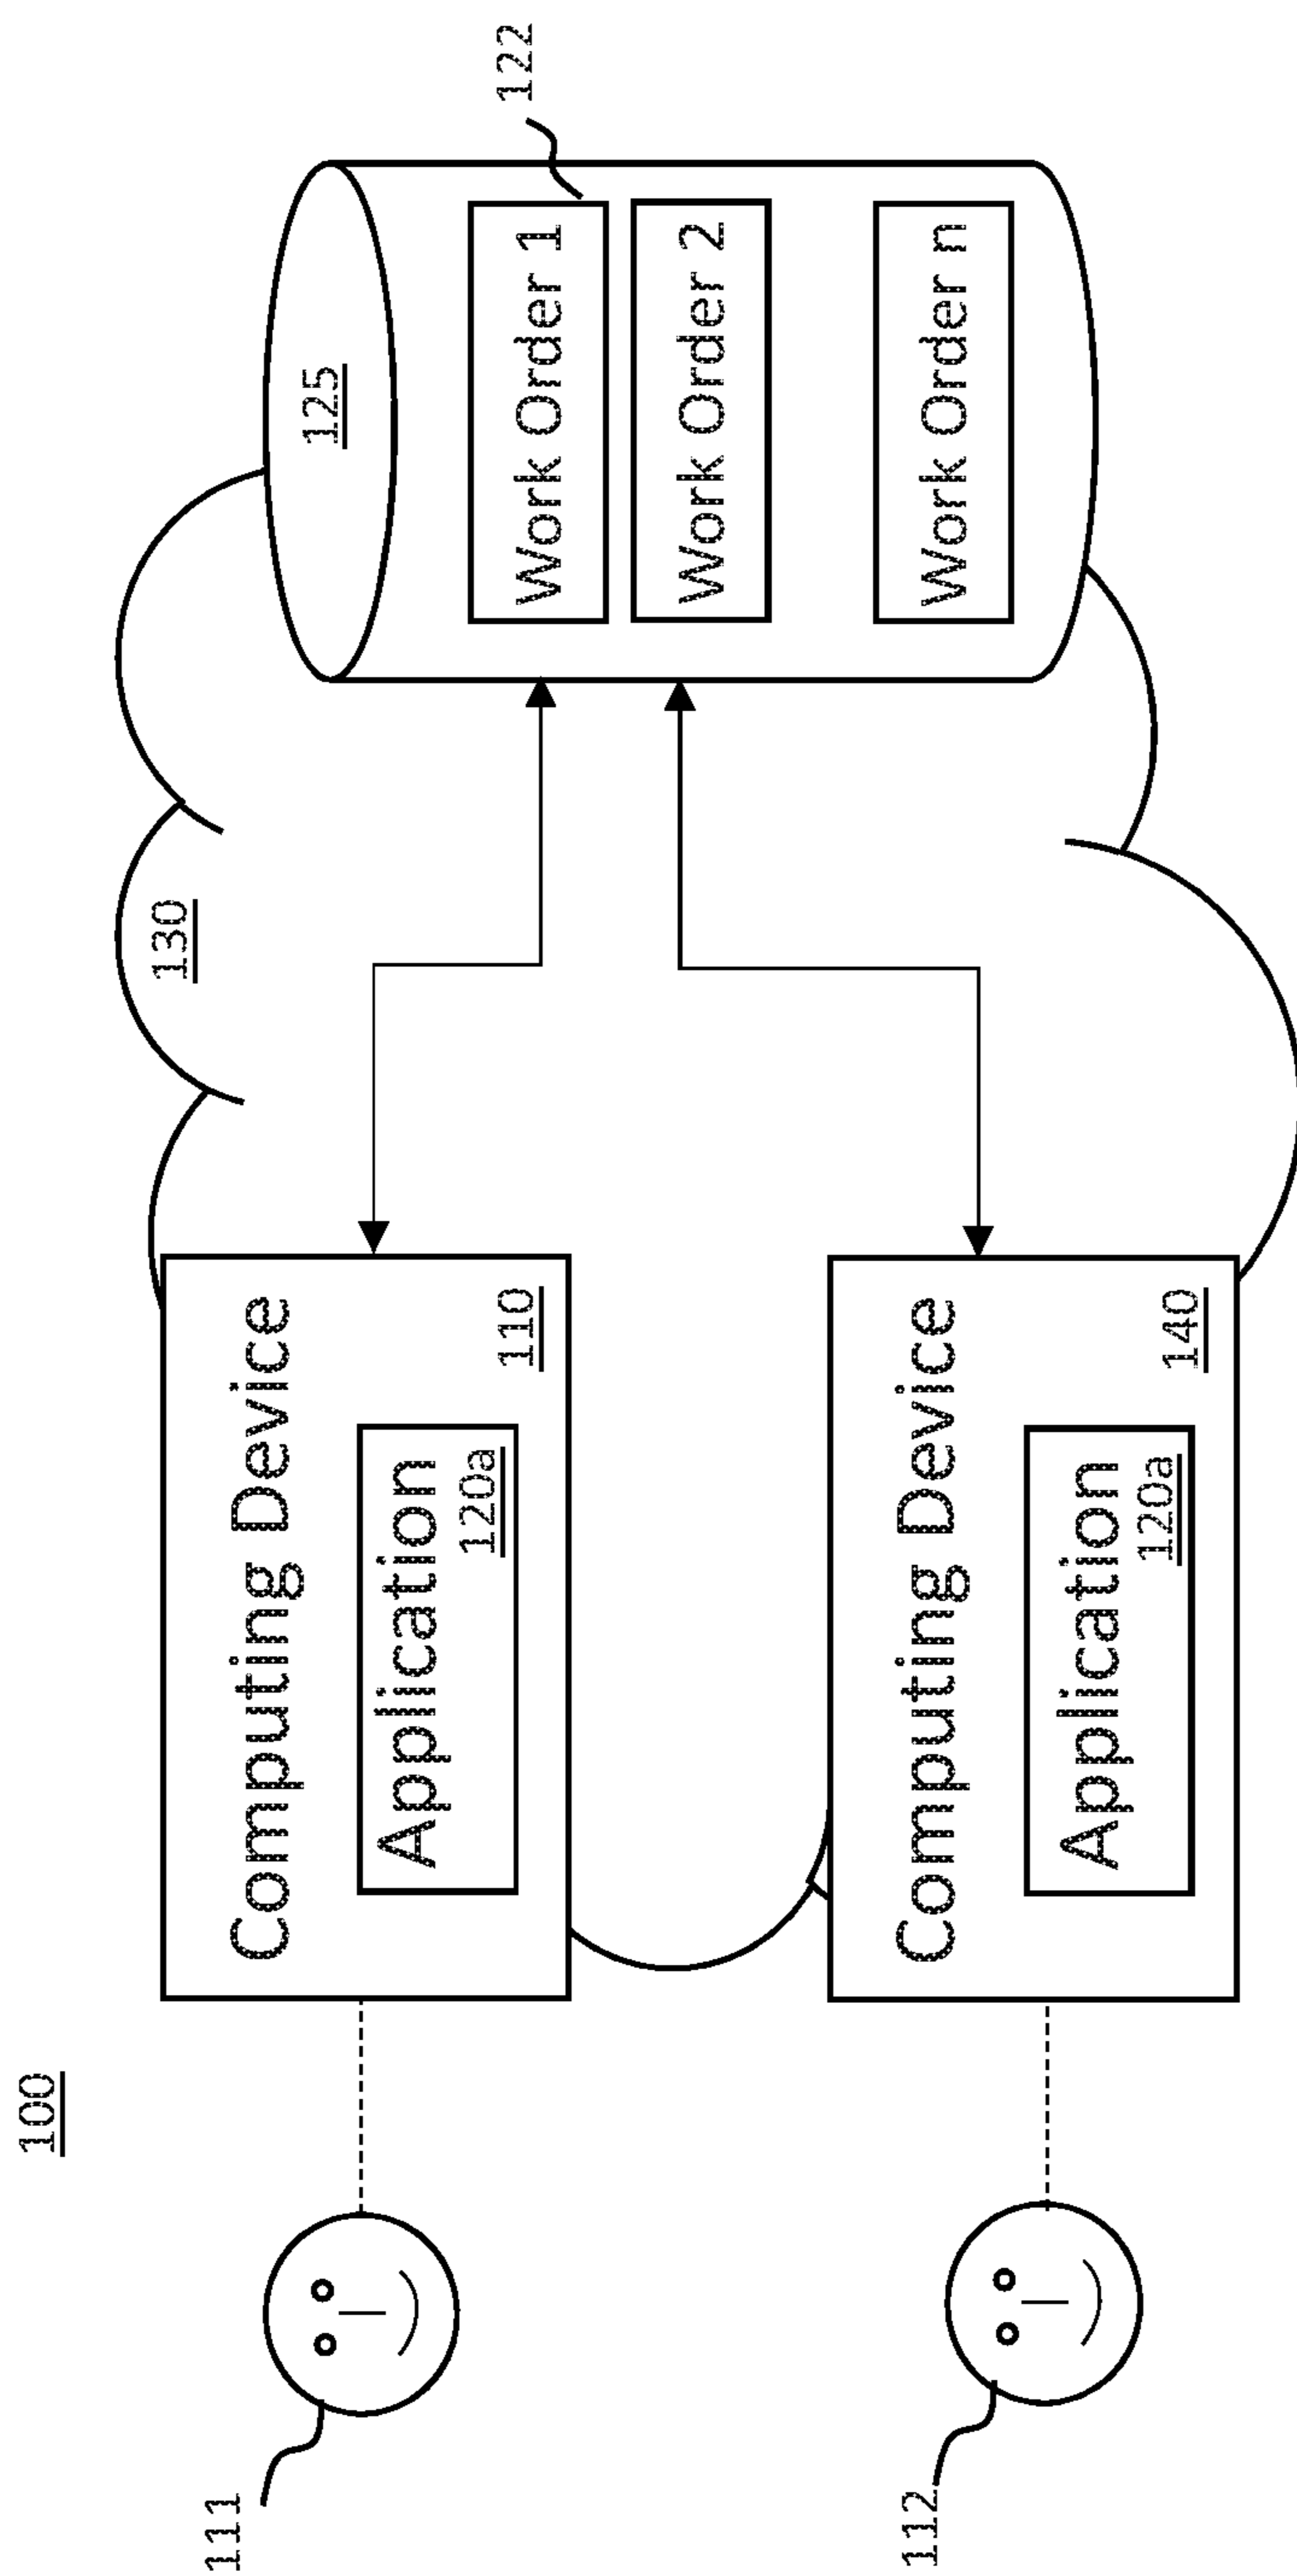 100
111
112
Computing Device
Application
120a
110
Computing Device
Application
120a
140
130
125
122
Work Order 1
Work Order 2
Work Order n